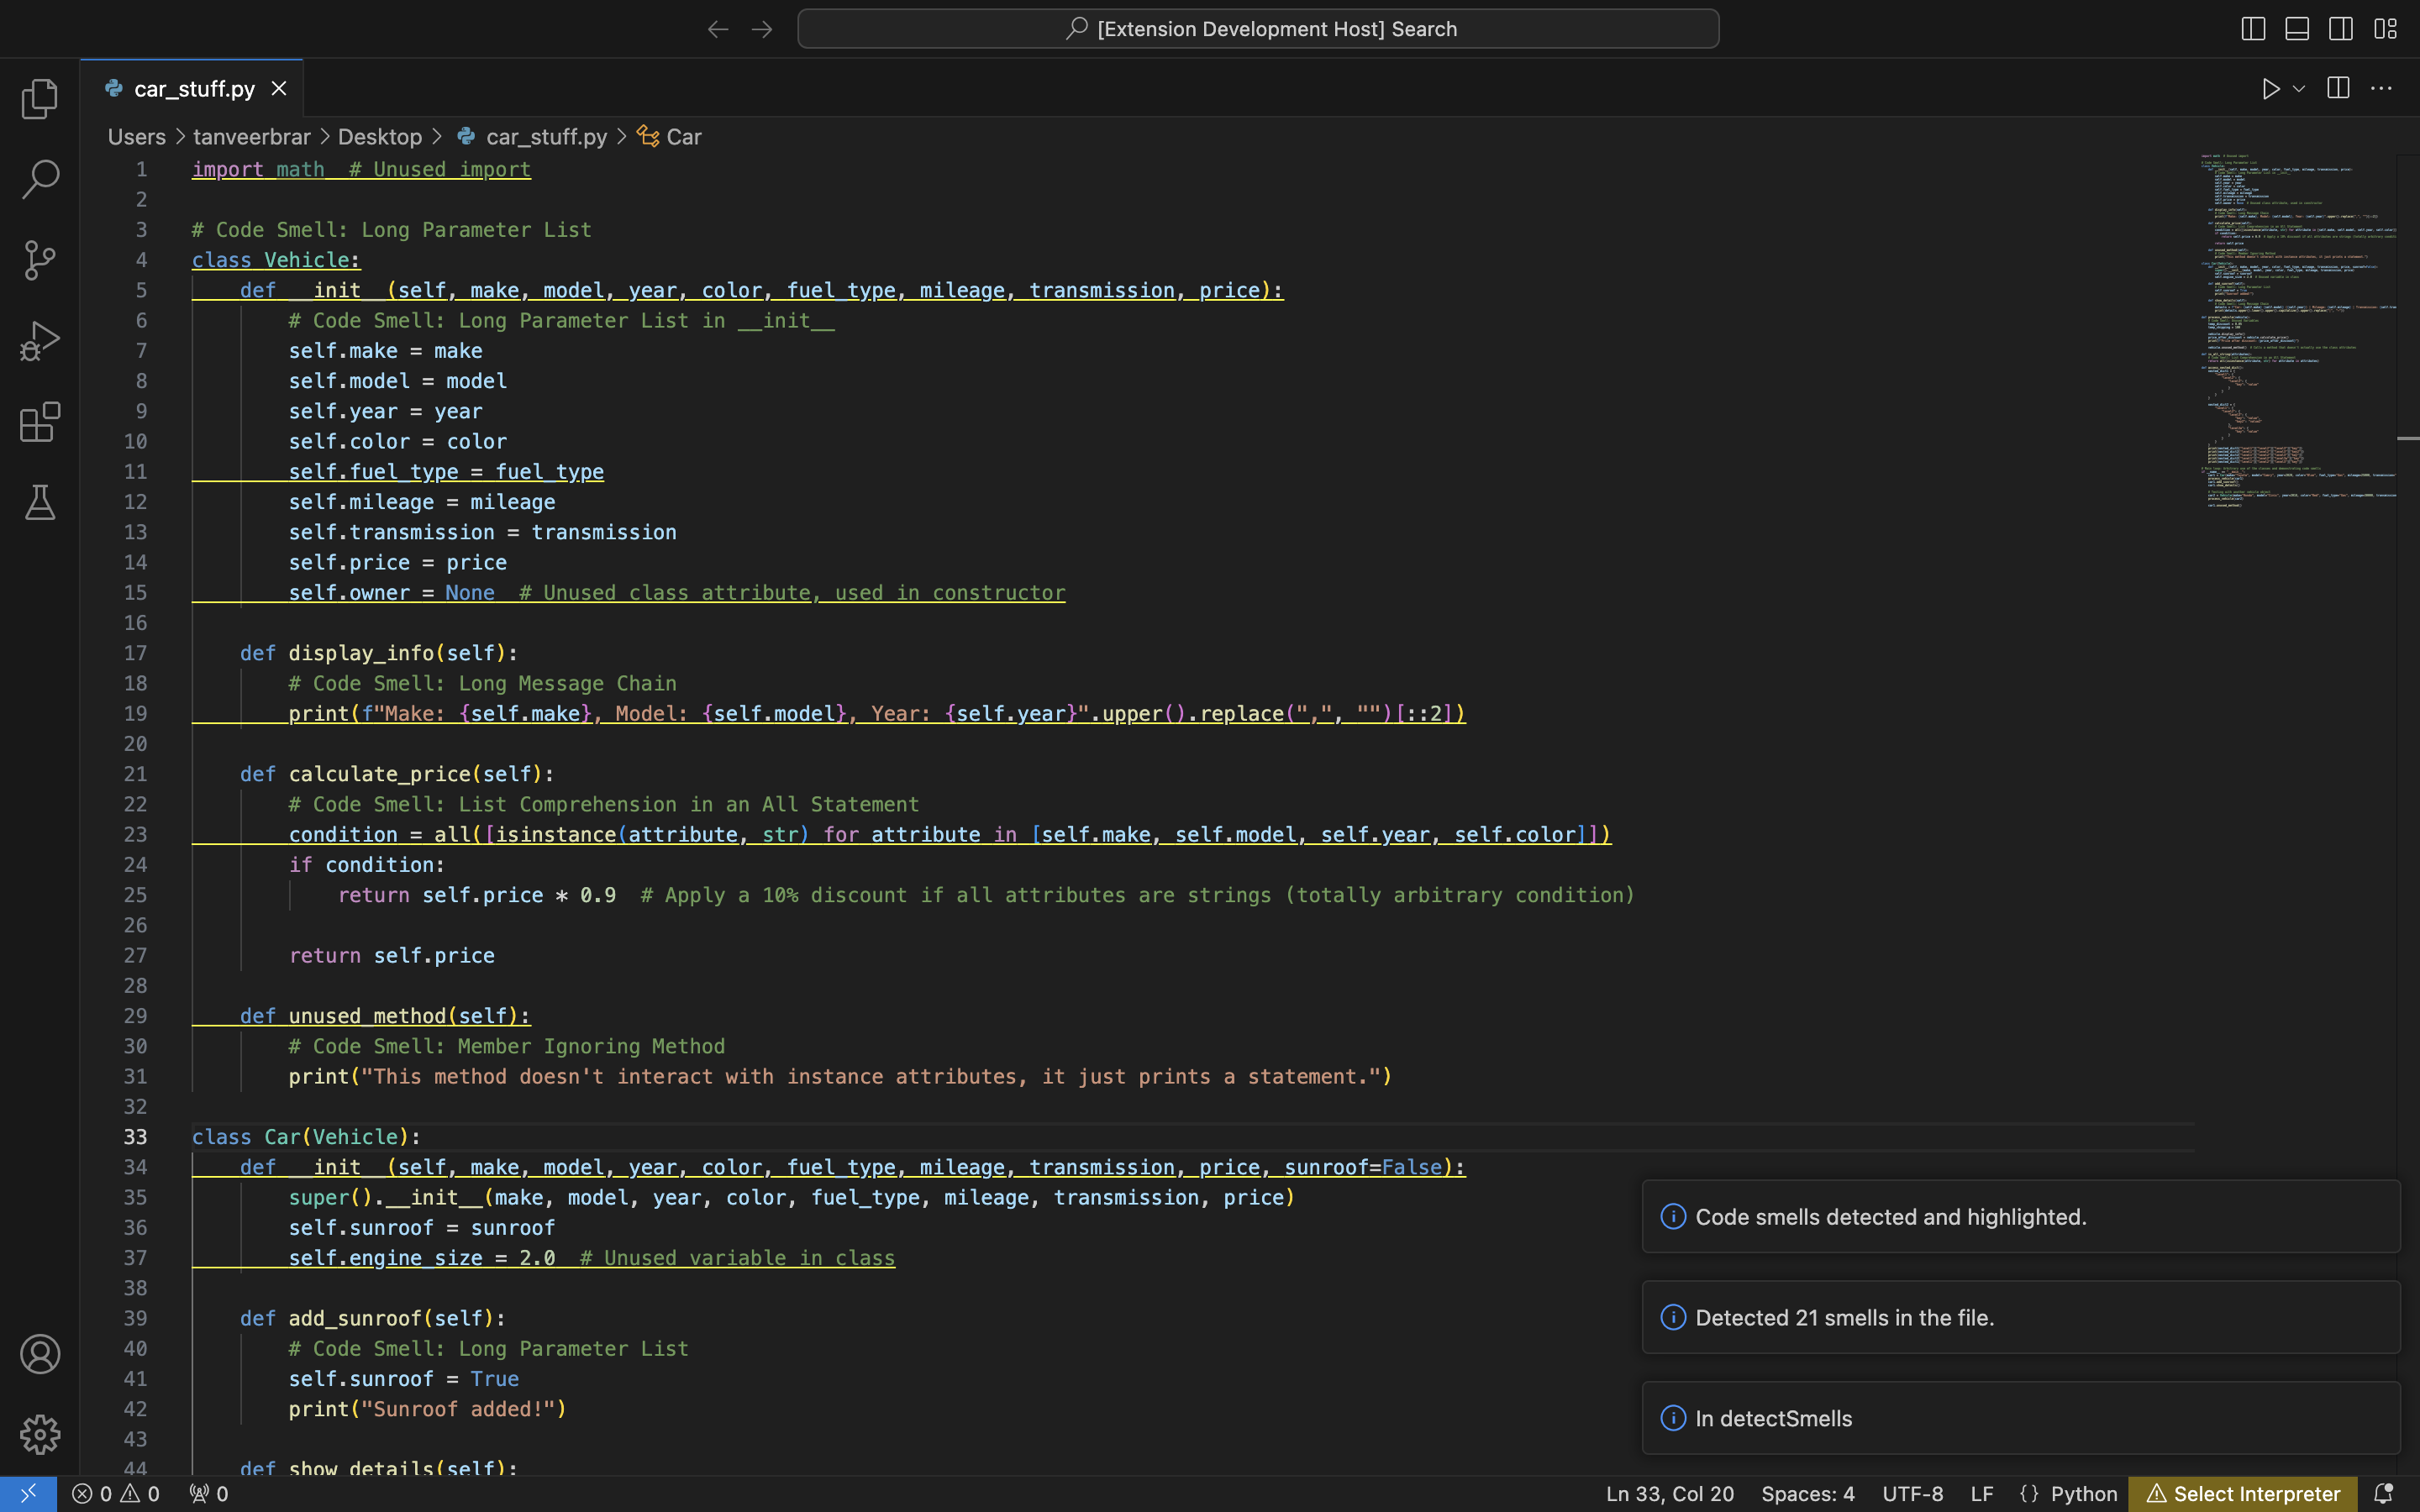 [Extension Development Host] Search
car_stuff.py
Users > tanveerbrar > Desktop > car_stuff.py > Car
1 import math  # Unused import
2
3 # Code Smell: Long Parameter List
4 class Vehicle:
5     def __init__(self, make, model, year, color, fuel_type, mileage, transmission, price):
6         # Code Smell: Long Parameter List in __init__
7         self.make = make
8         self.model = model
9         self.year = year
10         self.color = color
11         self.fuel_type = fuel_type
12         self.mileage = mileage
13         self.transmission = transmission
14         self.price = price
15         self.owner = None  # Unused class attribute, used in constructor
16
17     def display_info(self):
18         # Code Smell: Long Message Chain
19         print(f"Make: {self.make}, Model: {self.model}, Year: {self.year}".upper().replace(",", "")[::2])
20
21     def calculate_price(self):
22         # Code Smell: List Comprehension in an All Statement
23         condition = all([isinstance(attribute, str) for attribute in [self.make, self.model, self.year, self.color]])
24         if condition:
25             return self.price * 0.9  # Apply a 10% discount if all attributes are strings (totally arbitrary condition)
26
27         return self.price
28
29     def unused_method(self):
30         # Code Smell: Member Ignoring Method
31         print("This method doesn't interact with instance attributes, it just prints a statement.")
32
33 class Car(Vehicle):
34     def __init__(self, make, model, year, color, fuel_type, mileage, transmission, price, sunroof=False):
35         super().__init__(make, model, year, color, fuel_type, mileage, transmission, price)
36         self.sunroof = sunroof
37         self.engine_size = 2.0  # Unused variable in class
38
39     def add_sunroof(self):
40         # Code Smell: Long Parameter List
41         self.sunroof = True
42         print("Sunroof added!")
43
44     def show_details(self):
Code smells detected and highlighted.
Detected 21 smells in the file.
In detectSmells
0 0 0 Ln 33, Col 20 Spaces: 4 UTF-8 LF {} Python Select Interpreter